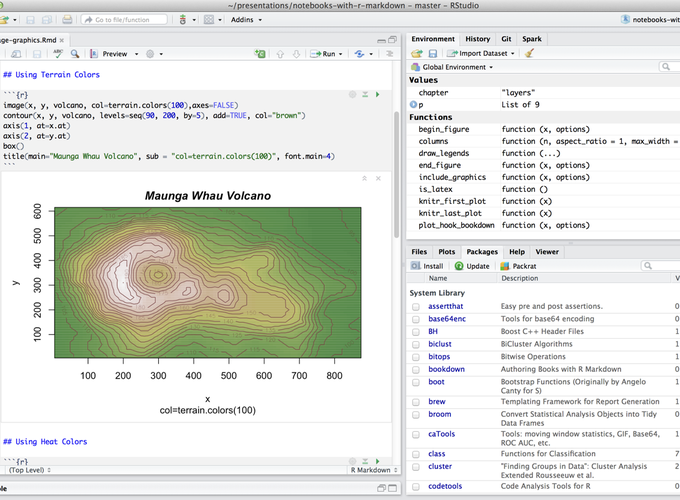 ~/presentations/notebooks-with-r-markdown - master - RStudio
Go to file/function
Addins
notebooks-wit
ge-graphics.Rmd
Preview
Run
## Using Terrain Colors
```{r}
image(x, y, volcano, col=terrain.colors(100),axes=FALSE)
contour(x, y, volcano, levels=seq(90, 200, by=5), add=TRUE, col="brown")
axis(1, at=x.at)
axis(2, at=y.at)
box()
title(main="Maunga Whau Volcano", sub = "col=terrain.colors(100)", font.main=4)
```
Maunga Whau Volcano
600
500
400
300
200
100
y
100 200 300 400 500 600 700 800
x
col=terrain.colors(100)
## Using Heat Colors
```{r}
(Top Level)
R Markdown
ole
Environment History Git Spark
Import Dataset
Global Environment
Values
chapter "layers"
p List of 9
Functions
begin_figure function (x, options)
columns function (n, aspect_ratio = 1, max_width =
draw_legends function (...)
end_figure function (x, options)
include_graphics function (x, options)
is_latex function ()
knitr_first_plot function (x)
knitr_last_plot function (x)
plot_hook_bookdown function (x, options)
Files Plots Packages Help Viewer
Install Update Packrat
Name Description V
System Library
assertthat Easy pre and post assertions. 0
base64enc Tools for base64 encoding 0
BH Boost C++ Header Files 1
biclust BiCluster Algorithms 1
bitops Bitwise Operations 1
bookdown Authoring Books with R Markdown 0
boot Bootstrap Functions (Originally by Angelo 1
Canty for S)
brew Templating Framework for Report Generation 1
broom Convert Statistical Analysis Objects into Tidy 0
Data Frames
caTools Tools: moving window statistics, GIF, Base64, 1
ROC AUC, etc.
class Functions for Classification 7
cluster "Finding Groups in Data": Cluster Analysis 2
Extended Rousseeuw et al.
codetools Code Analysis Tools for R 0